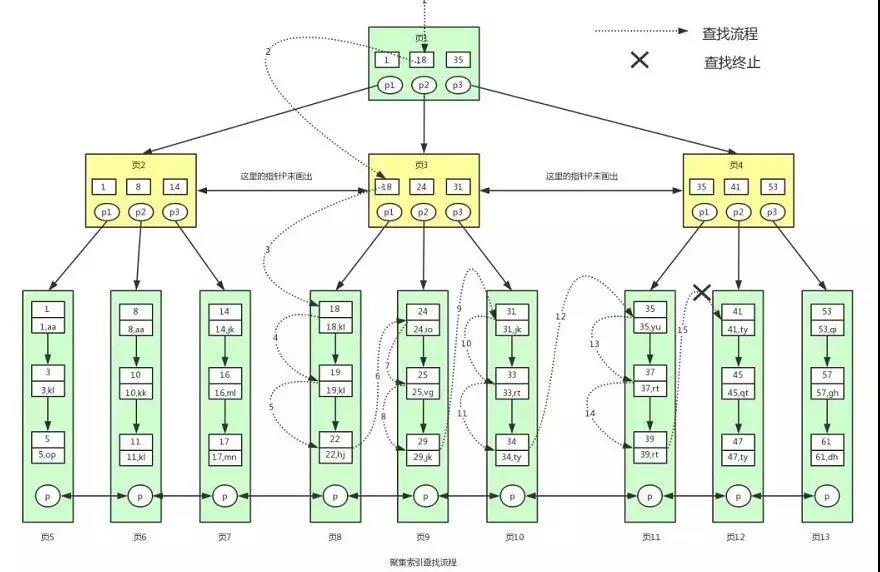 1
页1
1 18 35
p1 p2 p3
查找流程
查找终止
2
页2
1 8 14
p1 p2 p3
这里的指针P未画出
页3
18 24 31
p1 p2 p3
这里的指针P未画出
页4
35 41 53
p1 p2 p3
3
1
1,aa
3
3,kl
5
5,op
p
页5
8
8,aa
10
10,kk
11
11,kl
p
页6
14
14,jk
16
16,ml
17
17,mn
p
页7
18
18,kl
4
19
19,kl
5
22
22,hj
p
页8
6
24
24,io
7
25
25,vg
8
29
29,jk
p
页9
9
31
31,jk
10
33
33,rt
11
34
34,ty
p
页10
12
35
35,yu
13
37
37,rt
14
39
39,rt
p
页11
15
41
41,ty
45
45,qt
47
47,ty
p
页12
53
53,qi
57
57,gh
61
61,dh
p
页13
聚集索引查找流程